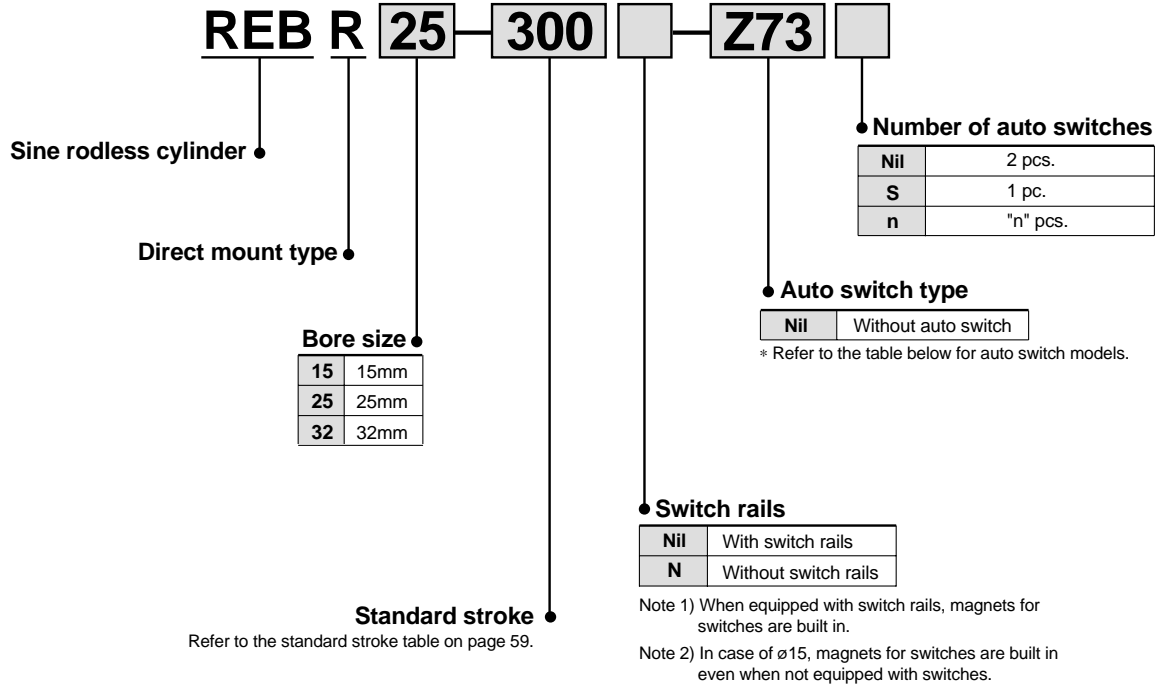 REB R 25 - 300 - Z73
Sine rodless cylinder
Direct mount type
Bore size
15 15mm
25 25mm
32 32mm
Standard stroke
Refer to the standard stroke table on page 59.
Switch rails
Nil With switch rails
N Without switch rails
Note 1) When equipped with switch rails, magnets for
switches are built in.
Note 2) In case of ø15, magnets for switches are built in
even when not equipped with switches.
Auto switch type
Nil Without auto switch
∗ Refer to the table below for auto switch models.
Number of auto switches
Nil 2 pcs.
S 1 pc.
n "n" pcs.